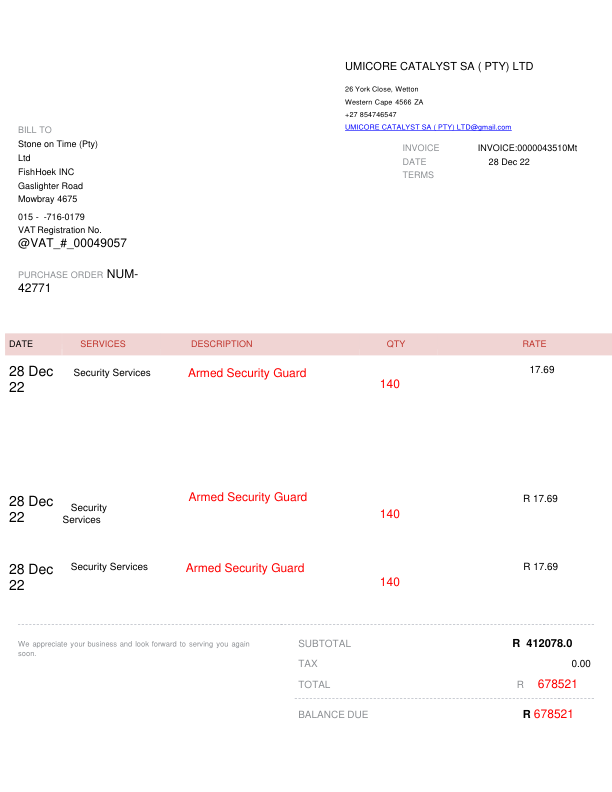 UMICORE CATALYST SA ( PTY) LTD
26 York Close, Wetton
Western Cape 4566 ZA
+27 854746547
UMICORE CATALYST SA ( PTY) LTD@gmail.com
BILL TO
Stone on Time (Pty)
Ltd
FishHoek INC
Gaslighter Road
Mowbray 4675
015 - -716-0179
VAT Registration No.
@VAT_#_00049057
PURCHASE ORDER NUM-
42771
INVOICE INVOICE:0000043510Mt
DATE 28 Dec 22
TERMS
DATE SERVICES DESCRIPTION QTY RATE
28 Dec
22 Security Services Armed Security Guard 140 17.69
28 Dec
22 Security
Services Armed Security Guard 140 R 17.69
28 Dec
22 Security Services Armed Security Guard 140 R 17.69
We appreciate your business and look forward to serving you again
soon.
SUBTOTAL R 412078.0
TAX 0.00
TOTAL R 678521
BALANCE DUE R 678521